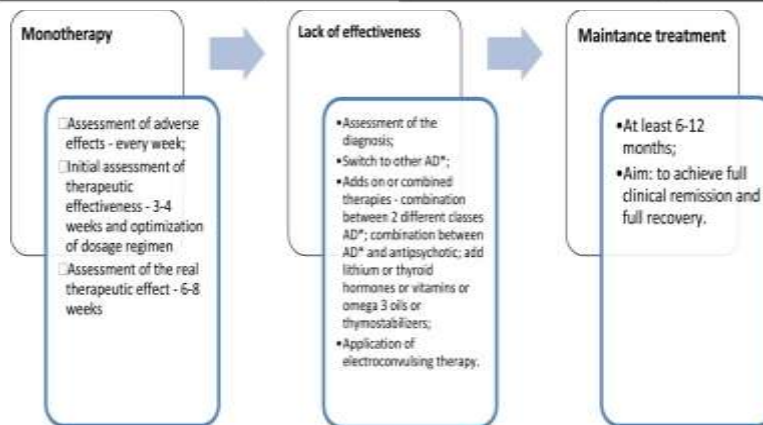 Monotherapy
□Assessment of adverse
effects - every week;
□Initial assessment of
therapeutic
effectiveness - 3-4
weeks and optimization
of dosage regimen
□Assessment of the real
therapeutic effect - 6-8
weeks
Lack of effectiveness
•Assessment of the
diagnosis;
•Switch to other AD*;
•Adds on or combined
therapies - combination
between 2 different classes
AD*; combination between
AD* and antipsychotic; add
lithium or thyroid
hormones or vitamins or
omega 3 oils or
thymostabilizers;
•Application of
electroconvulsing therapy.
Maintance treatment
•At least 6-12
months;
•Aim: to achieve full
clinical remission and
full recovery.